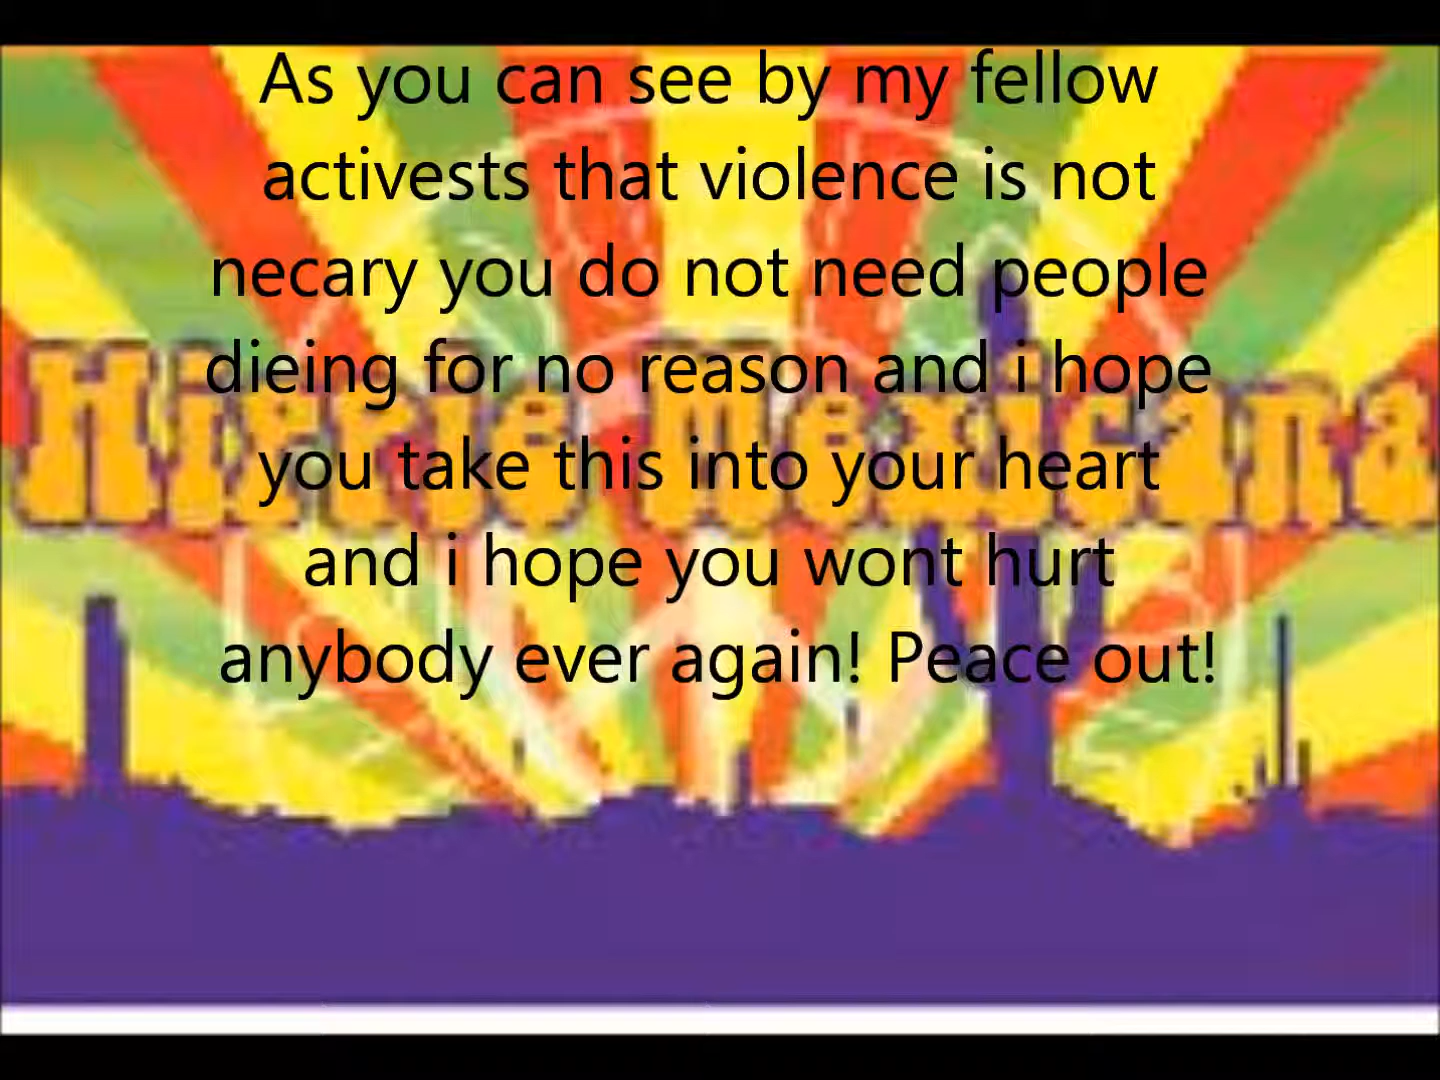 As you can see by my fellow
activests that violence is not
necary you do not need people
dieing for no reason and i hope
you take this into your heart
and i hope you wont hurt
anybody ever again! Peace out!
Hippie Mexicana